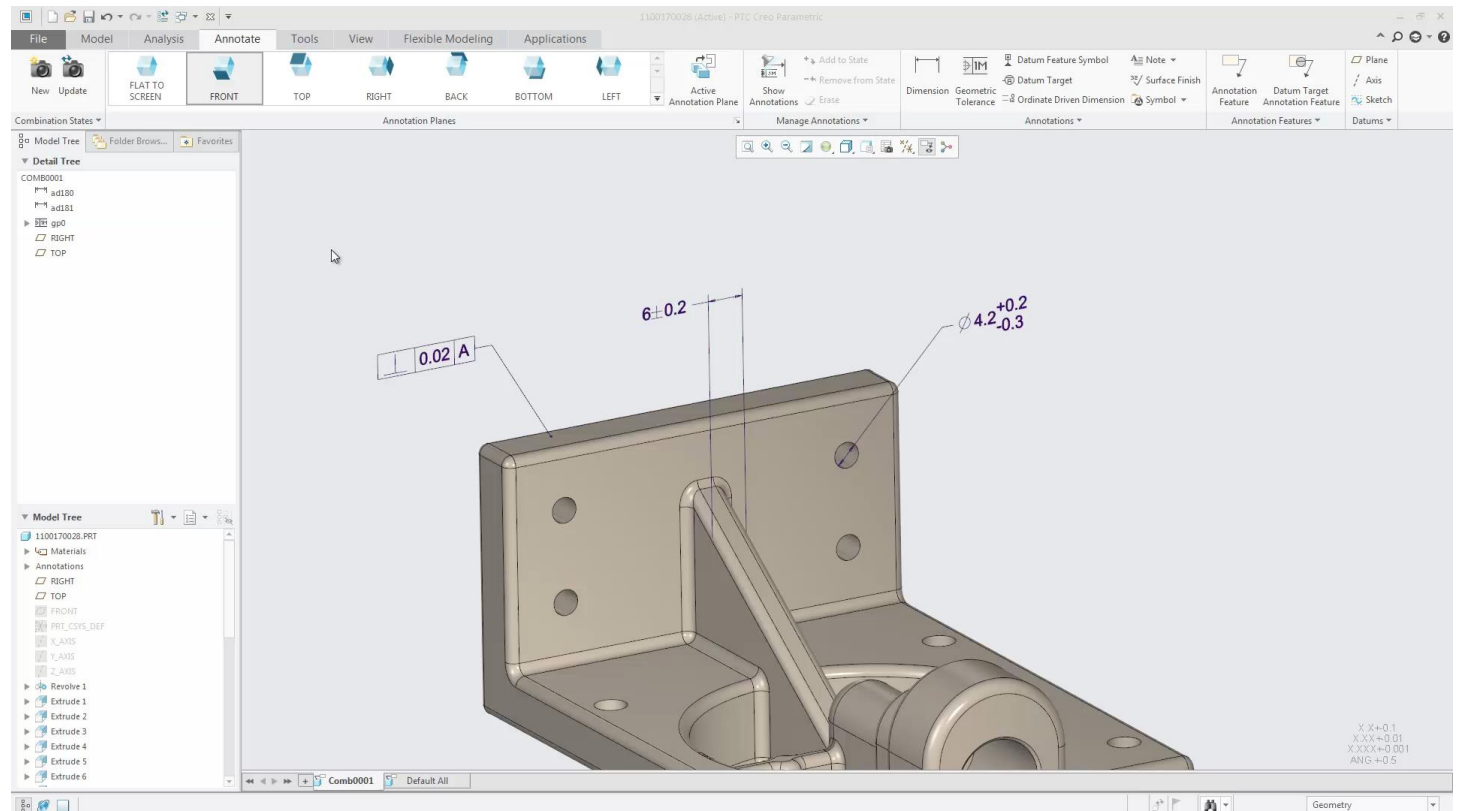 1100170028 (Active) - PTC Creo Parametric
File Model Analysis Annotate Tools View Flexible Modeling Applications
New Update
FLAT TO SCREEN
FRONT
TOP
RIGHT
BACK
BOTTOM
LEFT
Active Annotation Plane
Show Annotations
Add to State
Remove from State
Erase
Dimension
Geometric Tolerance
Datum Feature Symbol
Datum Target
Ordinate Driven Dimension
Note
Surface Finish
Symbol
Annotation Feature
Datum Target Annotation Feature
Plane
Axis
Sketch
Combination States
Annotation Planes
Manage Annotations
Annotations
Annotation Features
Datums
Model Tree Folder Brows... Favorites
Detail Tree
COMB0001
ad180
ad181
gp0
RIGHT
TOP
6±0.2
⌀4.2 +0.2 -0.3
⊥ 0.02 A
Model Tree
1100170028.PRT
Materials
Annotations
RIGHT
TOP
FRONT
PRT_CSYS_DEF
X_AXIS
Y_AXIS
Z_AXIS
Revolve 1
Extrude 1
Extrude 2
Extrude 3
Extrude 4
Extrude 5
Extrude 6
X.X+-0.1
X.XX+-0.01
X.XXX+-0.001
ANG.+-0.5
Comb0001 Default All
Geometry